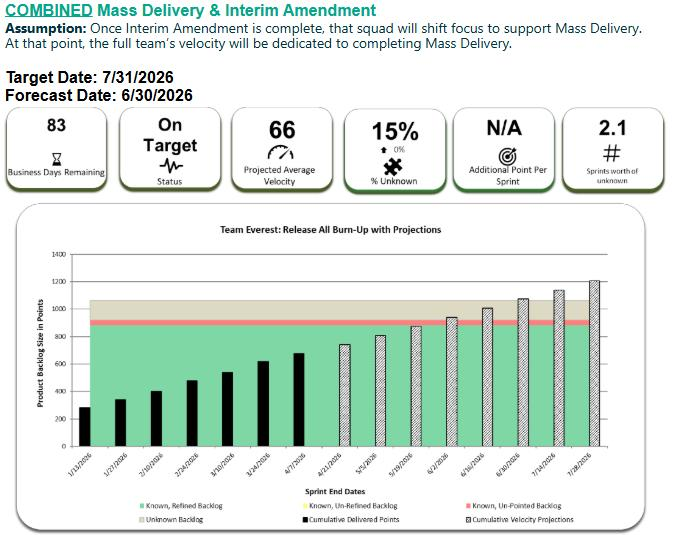 COMBINED Mass Delivery & Interim Amendment
Assumption: Once Interim Amendment is complete, that squad will shift focus to support Mass Delivery.
At that point, the full team's velocity will be dedicated to completing Mass Delivery.
Target Date: 7/31/2026
Forecast Date: 6/30/2026
83
Business Days Remaining
On
Target
Status
66
Projected Average
Velocity
15%
0%
% Unknown
N/A
Additional Point Per
Sprint
2.1
#
Sprints worth of
unknown
Team Everest: Release All Burn-Up with Projections
Product Backlog Size in Points
1400
1200
1000
800
600
400
200
0
1/13/2026
1/27/2026
2/10/2026
2/24/2026
3/10/2026
3/24/2026
4/7/2026
4/21/2026
5/5/2026
5/19/2026
6/2/2026
6/16/2026
6/30/2026
7/14/2026
7/28/2026
Sprint End Dates
Known, Refined Backlog
Known, Un-Refined Backlog
Known, Un-Pointed Backlog
Unknown Backlog
Cumulative Delivered Points
Cumulative Velocity Projections